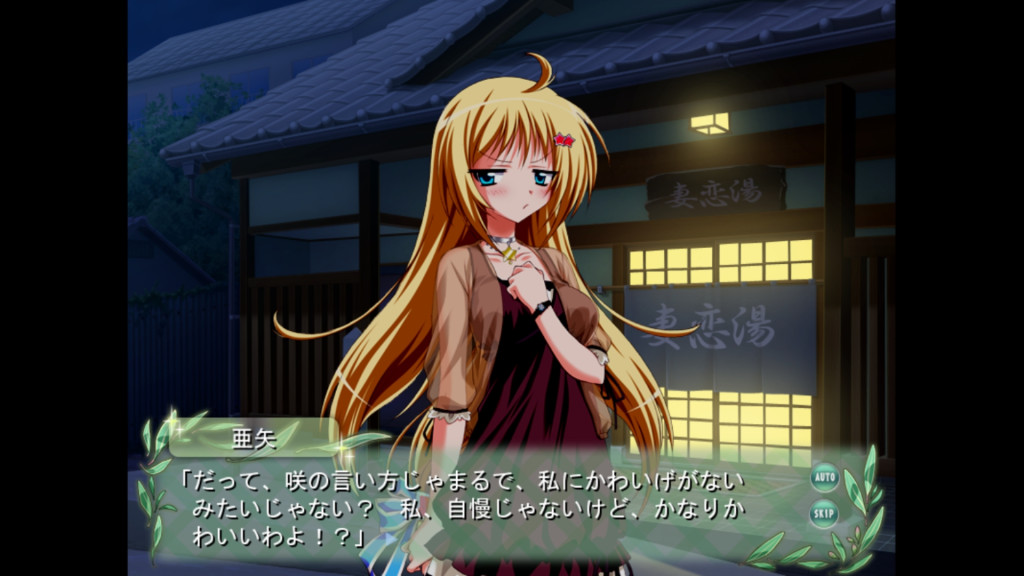 妻恋湯
妻恋湯
亜矢
「だって、咲の言い方じゃまるで、私にかわいげがない
みたいじゃない？　私、自慢じゃないけど、かなりか
わいいわよ！？」
AUTO
SKIP